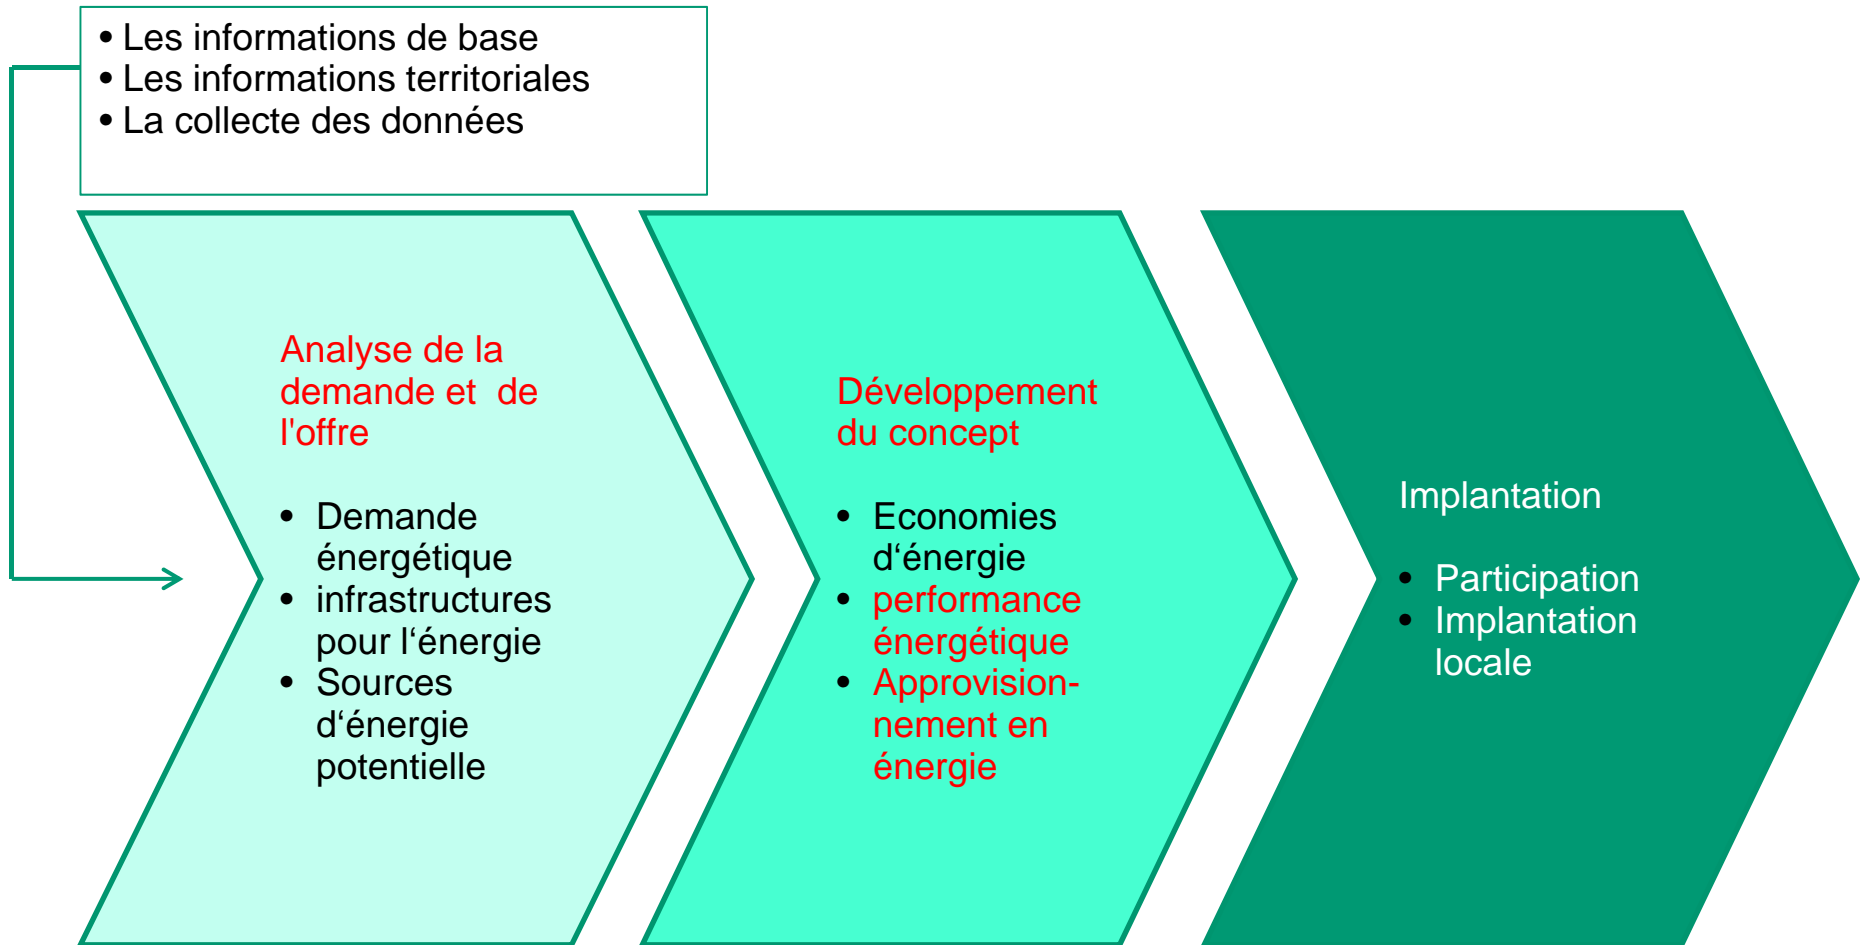 • Les informations de base
• Les informations territoriales
• La collecte des données
Analyse de la
demande et  de
l'offre
• Demande
énergétique
• infrastructures
pour l‘énergie
• Sources
d‘énergie
potentielle
Développement
du concept
• Economies
d‘énergie
• performance
énergétique
• Approvision-
nement en
énergie
Implantation
• Participation
• Implantation
locale